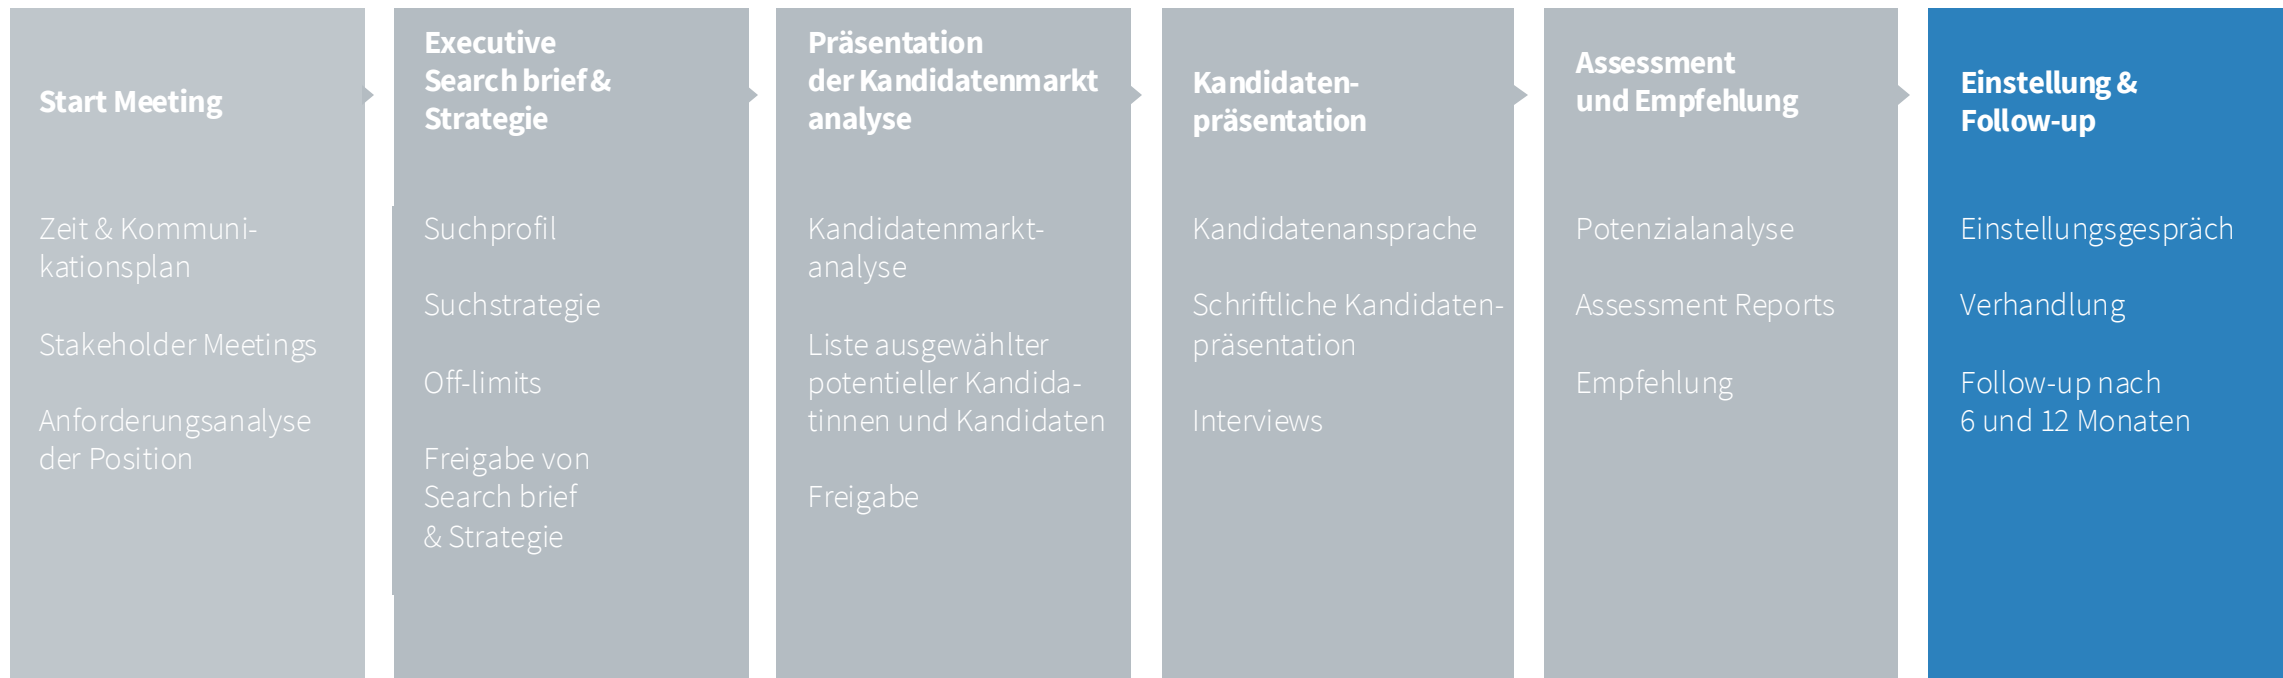 Start Meeting
Zeit & Kommuni-
kationsplan
Stakeholder Meetings
Anforderungsanalyse
der Position
Executive
Search brief &
Strategie
Suchprofil
Suchstrategie
Off-limits
Freigabe von
Search brief
& Strategie
Präsentation
der Kandidatenmarkt
analyse
Kandidatenmarkt-
analyse
Liste ausgewählter
potentieller Kandida-
tinnen und Kandidaten
Freigabe
Kandidaten-
präsentation
Kandidatenansprache
Schriftliche Kandidaten-
präsentation
Interviews
Assessment
und Empfehlung
Potenzialanalyse
Assessment Reports
Empfehlung
Einstellung &
Follow-up
Einstellungsgespräch
Verhandlung
Follow-up nach
6 und 12 Monaten